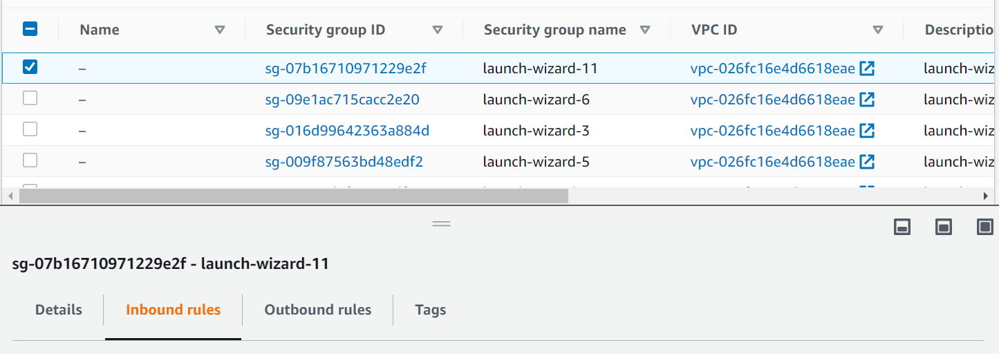 Name Security group ID Security group name VPC ID Descriptio
– sg-07b16710971229e2f launch-wizard-11 vpc-026fc16e4d6618eae launch-wiz
– sg-09e1ac715cacc2e20 launch-wizard-6 vpc-026fc16e4d6618eae launch-wiz
– sg-016d99642363a884d launch-wizard-3 vpc-026fc16e4d6618eae launch-wiz
– sg-009f87563bd48edf2 launch-wizard-5 vpc-026fc16e4d6618eae launch-wiz
sg-07b16710971229e2f - launch-wizard-11
Details Inbound rules Outbound rules Tags